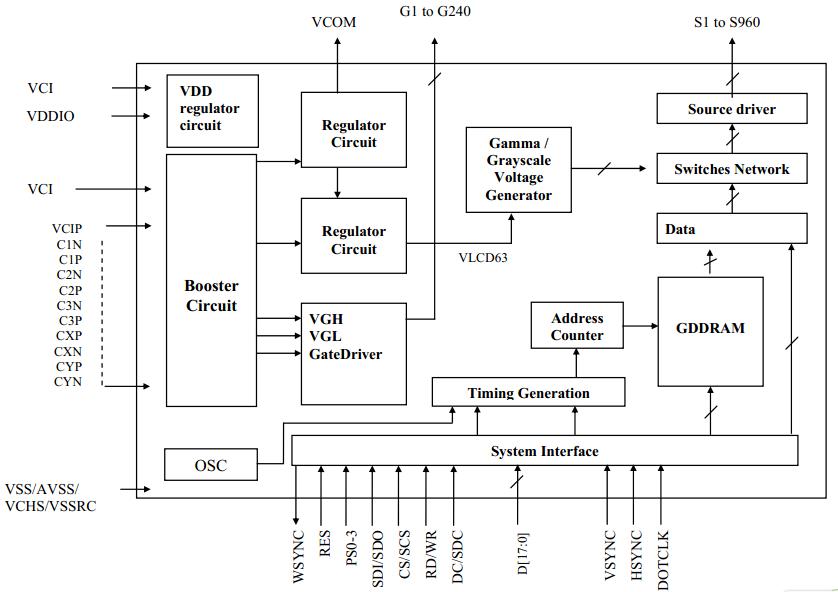 G1 to G240
VCOM
S1 to S960
VCI
VDDIO
VDD
regulator
circuit
Regulator
Circuit
Gamma /
Grayscale
Voltage
Generator
Source driver
Switches Network
Data
VCI
VCIP
C1N
C1P
C2N
C2P
C3N
C3P
CXP
CXN
CYP
CYN
Booster
Circuit
Regulator
Circuit
VLCD63
VGH
VGL
GateDriver
Address
Counter
GDDRAM
Timing Generation
System Interface
OSC
VSS/AVSS/
VCHS/VSSRC
WSYNC
RES
PS0-3
SDI/SDO
CS/SCS
RD/WR
DC/SDC
D[17:0]
VSYNC
HSYNC
DOTCLK